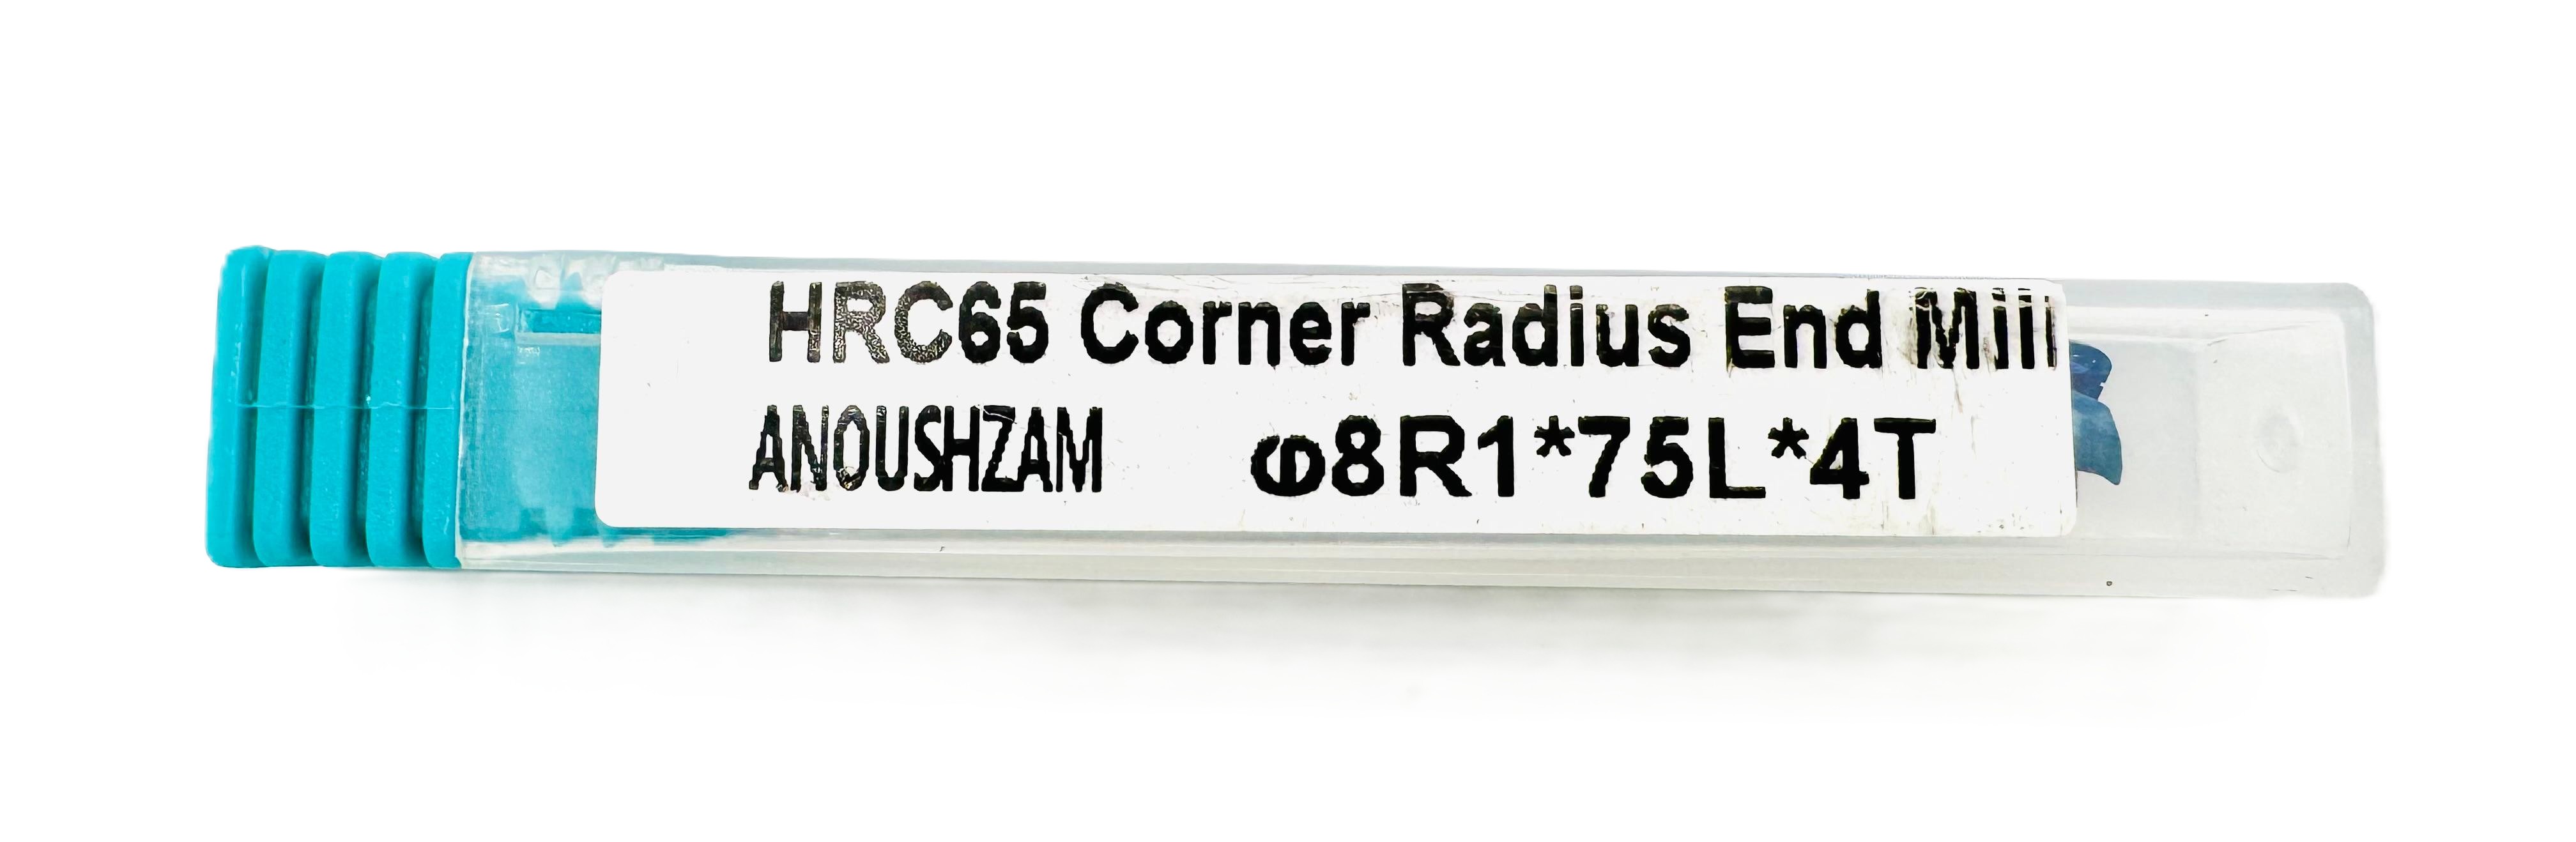 HRC65 Corner Radius End Mill
ANOUSHZAM φ8R1*75L*4T